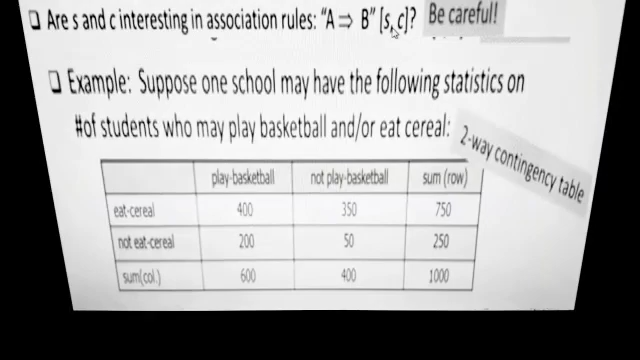 ❑ Are s and c interesting in association rules: “A ⇒ B” [s, c]? Be careful!
❑ Example: Suppose one school may have the following statistics on
#of students who may play basketball and/or eat cereal:
2-way contingency table
play-basketball not play-basketball sum (row)
eat-cereal 400 350 750
not eat-cereal 200 50 250
sum(col.) 600 400 1000